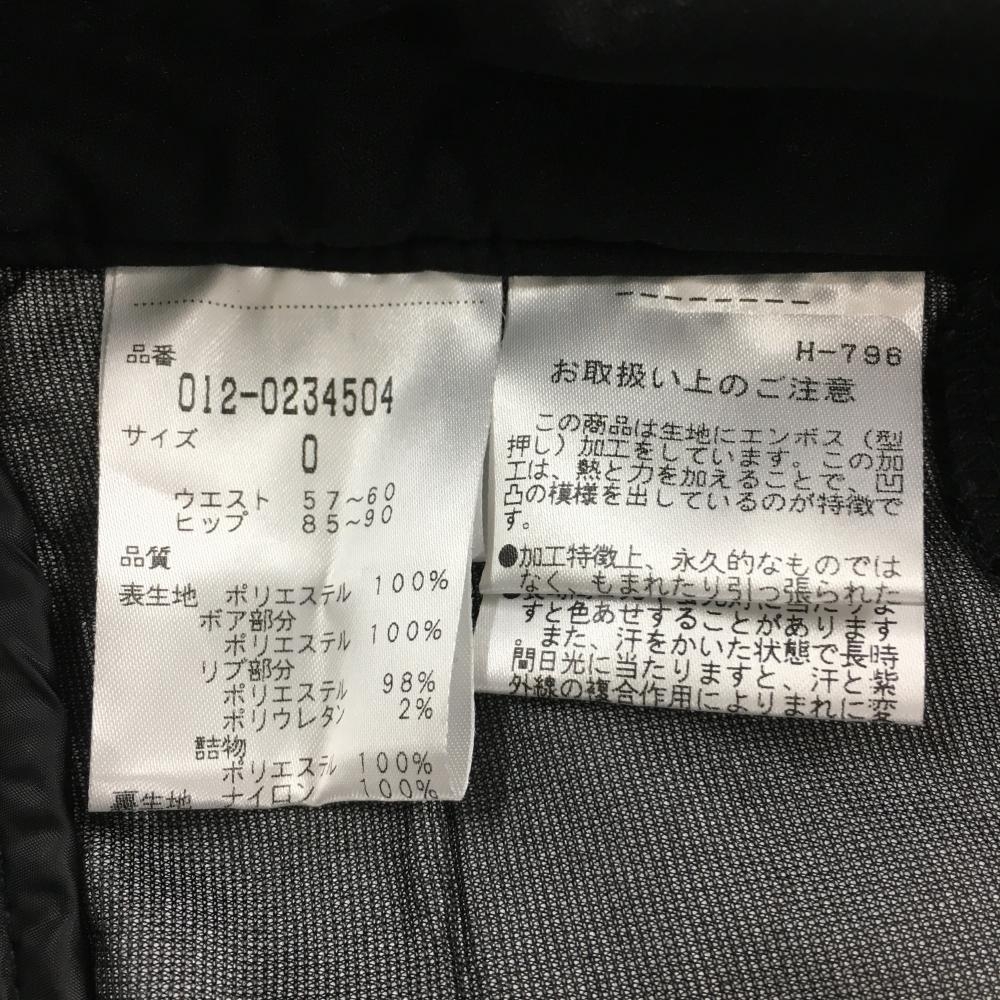 品番
012-0234504
サイズ
0
ウエスト 57~60
ヒップ 85~90
品質
表生地 ポリエステル 100%
ボア部分
ポリエステル 100%
リブ部分
ポリエステル 98%
ポリウレタン 2%
詰物
ポリエステル 100%
裏生地 ナイロン 100%
H-796
お取扱い上のご注意
この商品は生地にエンボス(型
押し)加工をしています。この加
工は、熱と力を加えることで、凹
凸の模様を出しているのが特徴で
す。
●加工特徴上、永久的なものでは
なく、もまれたり引っ張られた
すと色あせすることがあります
。また、汗をかいた状態で長時
間日光に当たりますと、汗と紫
外線の複合作用によりまれに変